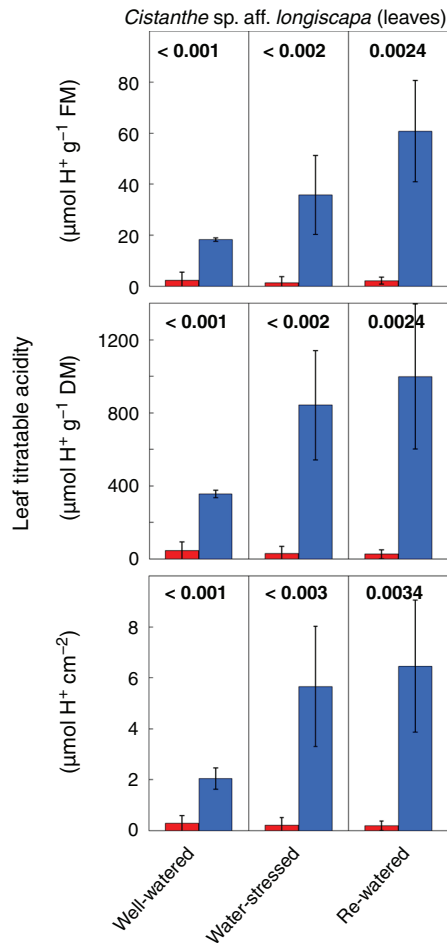 Cistanthe sp. aff. longiscapa (leaves)
< 0.001
< 0.002
0.0024
80
60
40
20
0
(µmol H⁺ g⁻¹ FM)
< 0.001
< 0.002
0.0024
1200
800
400
0
Leaf titratable acidity
(µmol H⁺ g⁻¹ DM)
< 0.001
< 0.003
0.0034
8
6
4
2
0
(µmol H⁺ cm⁻²)
Well-watered
Water-stressed
Re-watered